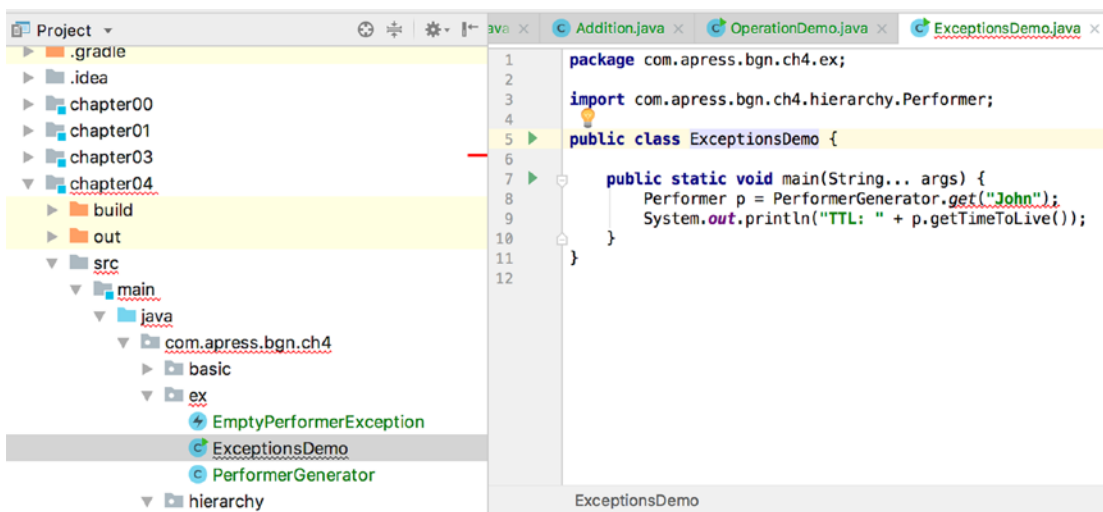 Project
.gradle
.idea
chapter00
chapter01
chapter03
chapter04
build
out
src
main
java
com.apress.bgn.ch4
basic
ex
EmptyPerformerException
ExceptionsDemo
PerformerGenerator
hierarchy
ava
Addition.java
OperationDemo.java
ExceptionsDemo.java
1 package com.apress.bgn.ch4.ex;
2
3 import com.apress.bgn.ch4.hierarchy.Performer;
4
5 public class ExceptionsDemo {
6
7 public static void main(String... args) {
8 Performer p = PerformerGenerator.get("John");
9 System.out.println("TTL: " + p.getTimeToLive());
10 }
11 }
12
ExceptionsDemo